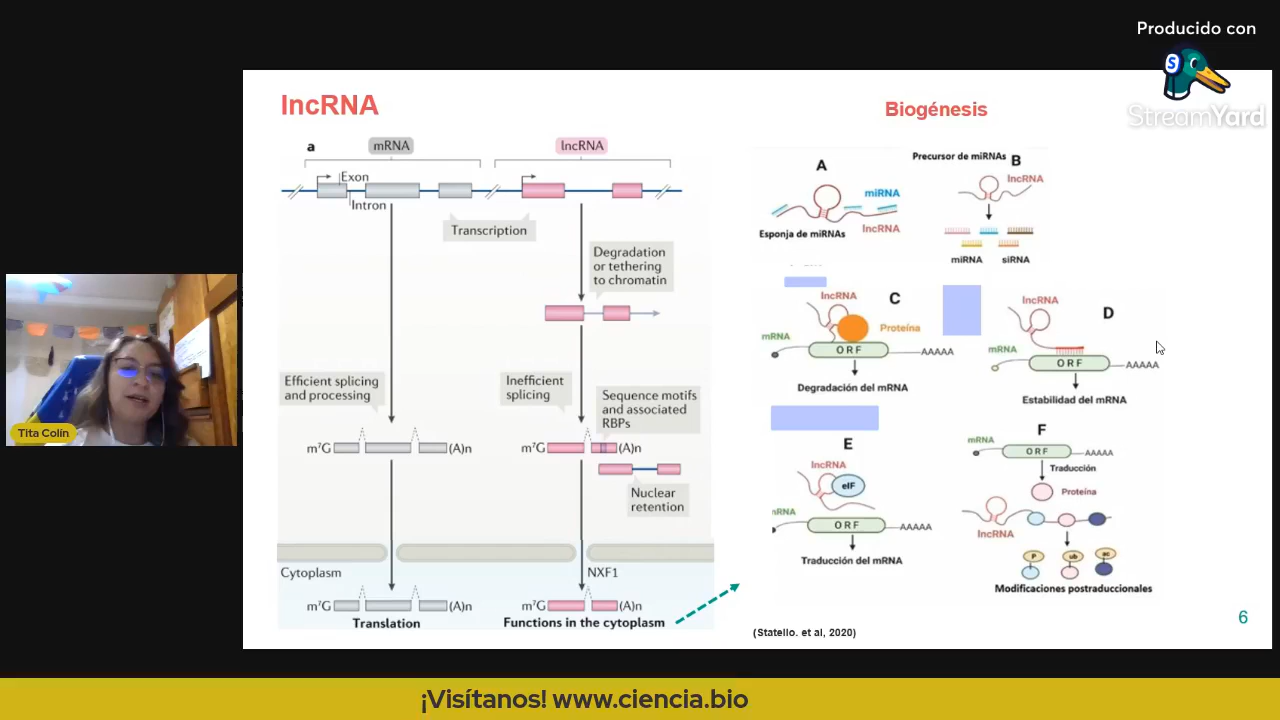 Producido con
StreamYard
lncRNA
Biogénesis
a
mRNA
lncRNA
Exon
Intron
Transcription
Degradation
or tethering
to chromatin
Efficient splicing
and processing
Inefficient
splicing
Sequence motifs
and associated
RBPs
m⁷G
(A)n
m⁷G
(A)n
Nuclear
retention
Cytoplasm
NXF1
m⁷G
(A)n
m⁷G
(A)n
Translation
Functions in the cytoplasm
A
miRNA
Esponja de miRNAs
lncRNA
Precursor de miRNAs
B
lncRNA
miRNA
siRNA
lncRNA
C
Proteína
mRNA
ORF
AAAAA
Degradación del mRNA
lncRNA
D
mRNA
ORF
AAAAA
Estabilidad del mRNA
E
lncRNA
eIF
mRNA
ORF
AAAAA
Traducción del mRNA
F
mRNA
ORF
AAAAA
Traducción
Proteína
lncRNA
P
ub
ac
Modificaciones postraduccionales
(Statello. et al, 2020)
6
Tita Colín
¡Visítanos! www.ciencia.bio